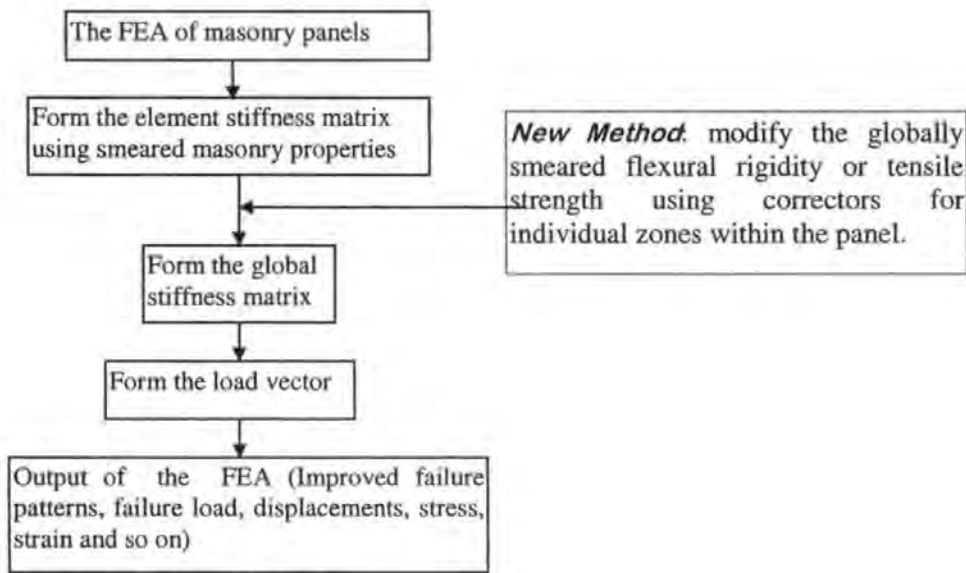 The FEA of masonry panels
Form the element stiffness matrix
using smeared masonry properties
New Method: modify the globally
smeared flexural rigidity or tensile
strength using correctors for
individual zones within the panel.
Form the global
stiffness matrix
Form the load vector
Output of the FEA (Improved failure
patterns, failure load, displacements, stress,
strain and so on)